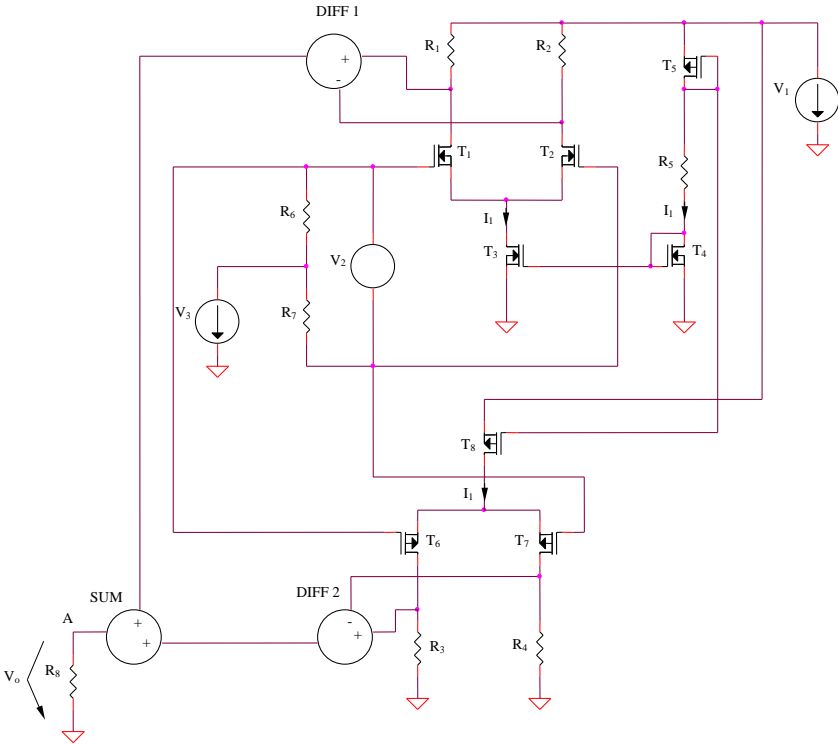 DIFF 1
+
-
R1
R2
T5
V1
T1
T2
R5
R6
I1
I1
T3
T4
V2
V3
R7
T8
I1
T6
T7
SUM
DIFF 2
A
+
+
-
+
R3
R4
Vo
R8